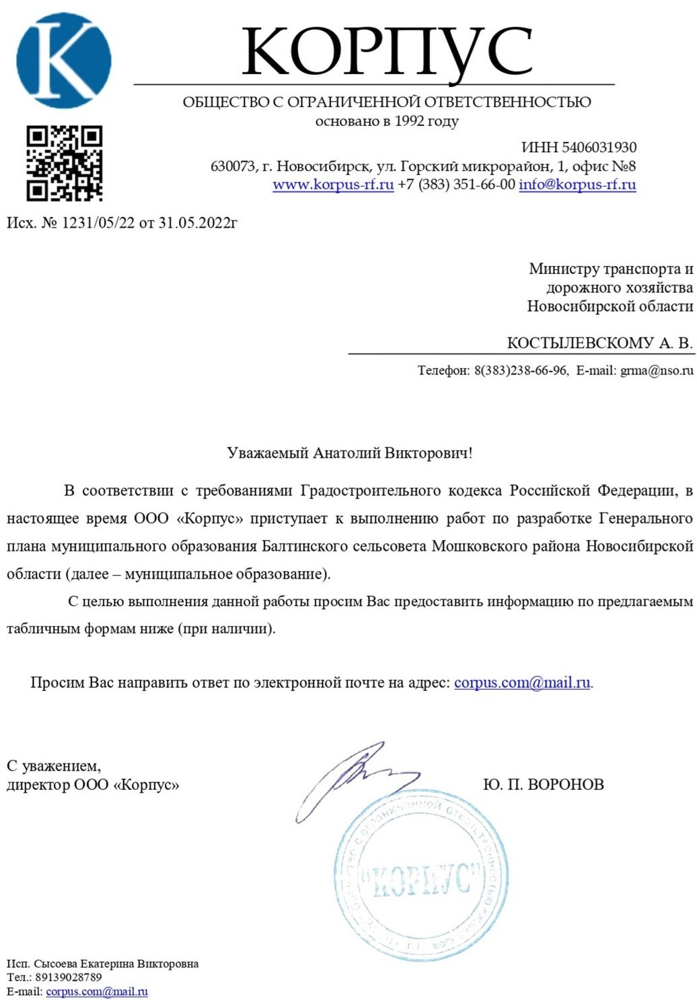 К
КОРПУС
ОБЩЕСТВО С ОГРАНИЧЕННОЙ ОТВЕТСТВЕННОСТЬЮ
основано в 1992 году
ИНН 5406031930
630073, г. Новосибирск, ул. Горский микрорайон, 1, офис №8
www.korpus-rf.ru +7 (383) 351-66-00 info@korpus-rf.ru
Исх. № 1231/05/22 от 31.05.2022г
Министру транспорта и
дорожного хозяйства
Новосибирской области
КОСТЫЛЕВСКОМУ А. В.
Телефон: 8(383)238-66-96, E-mail: grma@nso.ru
Уважаемый Анатолий Викторович!
В соответствии с требованиями Градостроительного кодекса Российской Федерации, в
настоящее время ООО «Корпус» приступает к выполнению работ по разработке Генерального
плана муниципального образования Балтинского сельсовета Мошковского района Новосибирской
области (далее – муниципальное образование).
С целью выполнения данной работы просим Вас предоставить информацию по предлагаемым
табличным формам ниже (при наличии).
Просим Вас направить ответ по электронной почте на адрес: corpus.com@mail.ru.
С уважением,
директор ООО «Корпус»
Ю. П. ВОРОНОВ
с ограниченной ответственностью
"КОРПУС"
Исп. Сысоева Екатерина Викторовна
Тел.: 89139028789
E-mail: corpus.com@mail.ru